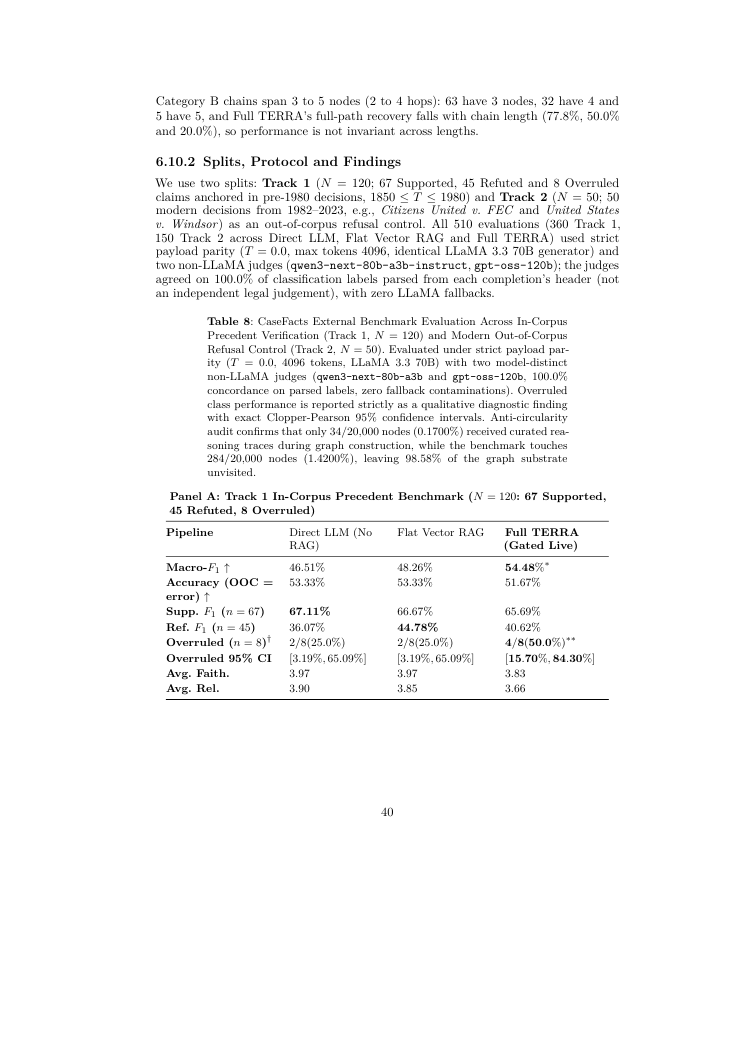 Category B chains span 3 to 5 nodes (2 to 4 hops): 63 have 3 nodes, 32 have 4 and
5 have 5, and Full TERRA's full-path recovery falls with chain length (77.8%, 50.0%
and 20.0%), so performance is not invariant across lengths.
6.10.2 Splits, Protocol and Findings
We use two splits: Track 1 (N = 120; 67 Supported, 45 Refuted and 8 Overruled
claims anchored in pre-1980 decisions, 1850 ≤ T ≤ 1980) and Track 2 (N = 50; 50
modern decisions from 1982–2023, e.g., Citizens United v. FEC and United States
v. Windsor) as an out-of-corpus refusal control. All 510 evaluations (360 Track 1,
150 Track 2 across Direct LLM, Flat Vector RAG and Full TERRA) used strict
payload parity (T = 0.0, max tokens 4096, identical LLaMA 3.3 70B generator) and
two non-LLaMA judges (qwen3-next-80b-a3b-instruct, gpt-oss-120b); the judges
agreed on 100.0% of classification labels parsed from each completion's header (not
an independent legal judgement), with zero LLaMA fallbacks.
Table 8: CaseFacts External Benchmark Evaluation Across In-Corpus
Precedent Verification (Track 1, N = 120) and Modern Out-of-Corpus
Refusal Control (Track 2, N = 50). Evaluated under strict payload par-
ity (T = 0.0, 4096 tokens, LLaMA 3.3 70B) with two model-distinct
non-LLaMA judges (qwen3-next-80b-a3b and gpt-oss-120b, 100.0%
concordance on parsed labels, zero fallback contaminations). Overruled
class performance is reported strictly as a qualitative diagnostic finding
with exact Clopper-Pearson 95% confidence intervals. Anti-circularity
audit confirms that only 34/20,000 nodes (0.1700%) received curated rea-
soning traces during graph construction, while the benchmark touches
284/20,000 nodes (1.4200%), leaving 98.58% of the graph substrate
unvisited.
Panel A: Track 1 In-Corpus Precedent Benchmark (N = 120: 67 Supported,
45 Refuted, 8 Overruled)
Pipeline Direct LLM (No Flat Vector RAG Full TERRA
RAG) (Gated Live)
Macro-F1 ↑ 46.51% 48.26% 54.48%*
Accuracy (OOC = 53.33% 53.33% 51.67%
error) ↑
Supp. F1 (n = 67) 67.11% 66.67% 65.69%
Ref. F1 (n = 45) 36.07% 44.78% 40.62%
Overruled (n = 8)† 2/8(25.0%) 2/8(25.0%) 4/8(50.0%)**
Overruled 95% CI [3.19%, 65.09%] [3.19%, 65.09%] [15.70%, 84.30%]
Avg. Faith. 3.97 3.97 3.83
Avg. Rel. 3.90 3.85 3.66
40